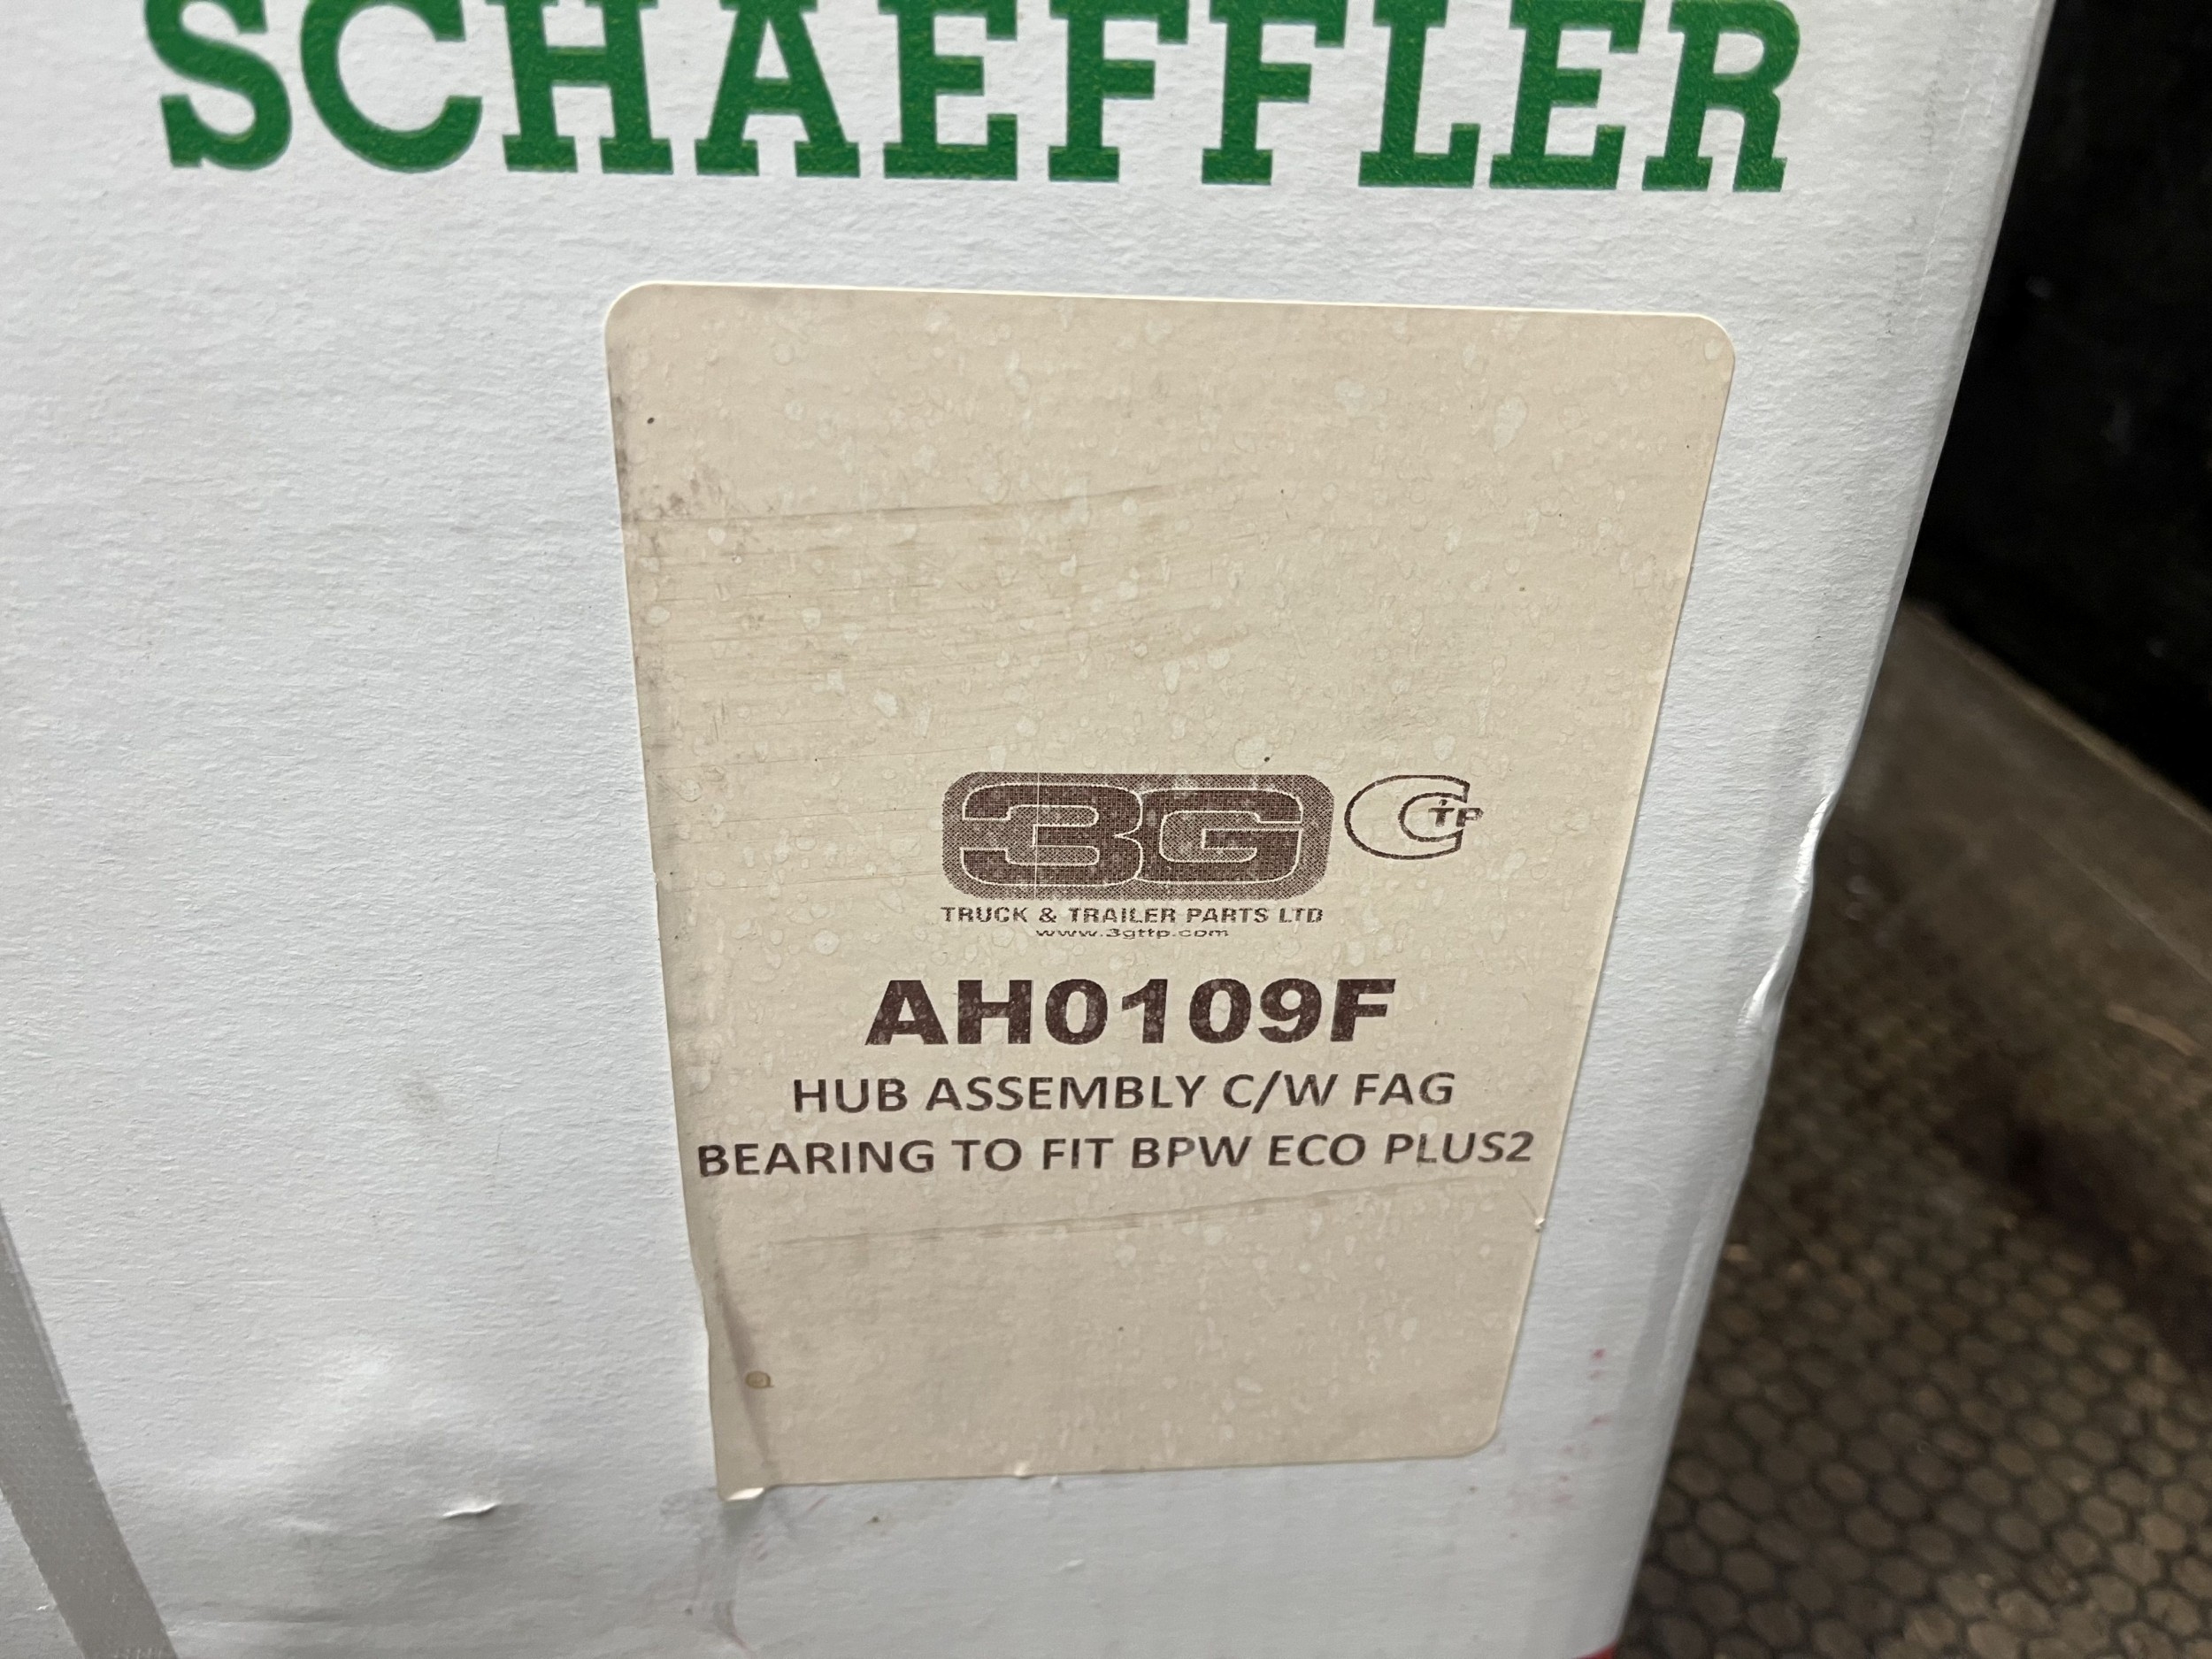 SCHAEFFLER
3G CTTP
TRUCK & TRAILER PARTS LTD
www.3gttp.com
AH0109F
HUB ASSEMBLY C/W FAG
BEARING TO FIT BPW ECO PLUS2